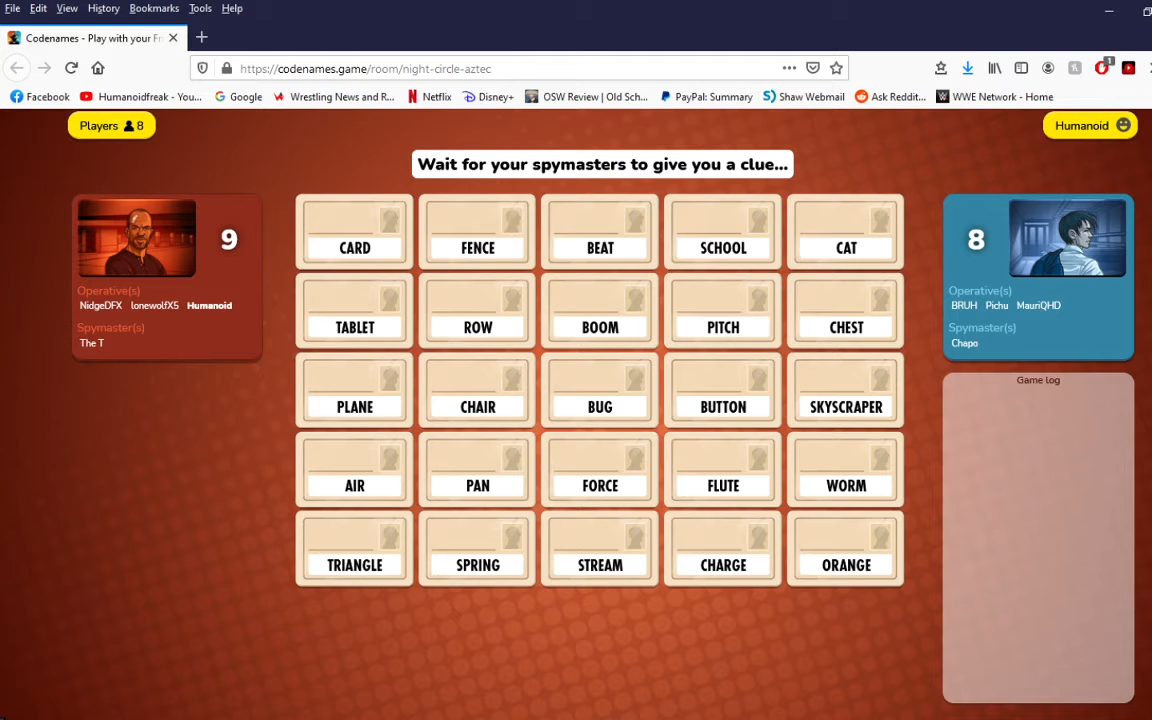 File Edit View History Bookmarks Tools Help
Codenames - Play with your Fr
https://codenames.game/room/night-circle-aztec
1
Facebook Humanoidfreak - You... Google Wrestling News and R... Netflix Disney+ OSW Review | Old Sch... PayPal: Summary Shaw Webmail Ask Reddit... WWE Network - Home
Players 8
Humanoid
Wait for your spymasters to give you a clue...
9
Operative(s)
NidgeDFX lonewolfX5 Humanoid
Spymaster(s)
The T
CARD FENCE BEAT SCHOOL CAT
TABLET ROW BOOM PITCH CHEST
PLANE CHAIR BUG BUTTON SKYSCRAPER
AIR PAN FORCE FLUTE WORM
TRIANGLE SPRING STREAM CHARGE ORANGE
8
Operative(s)
BRUH Pichu MauriQHD
Spymaster(s)
Chapo
Game log